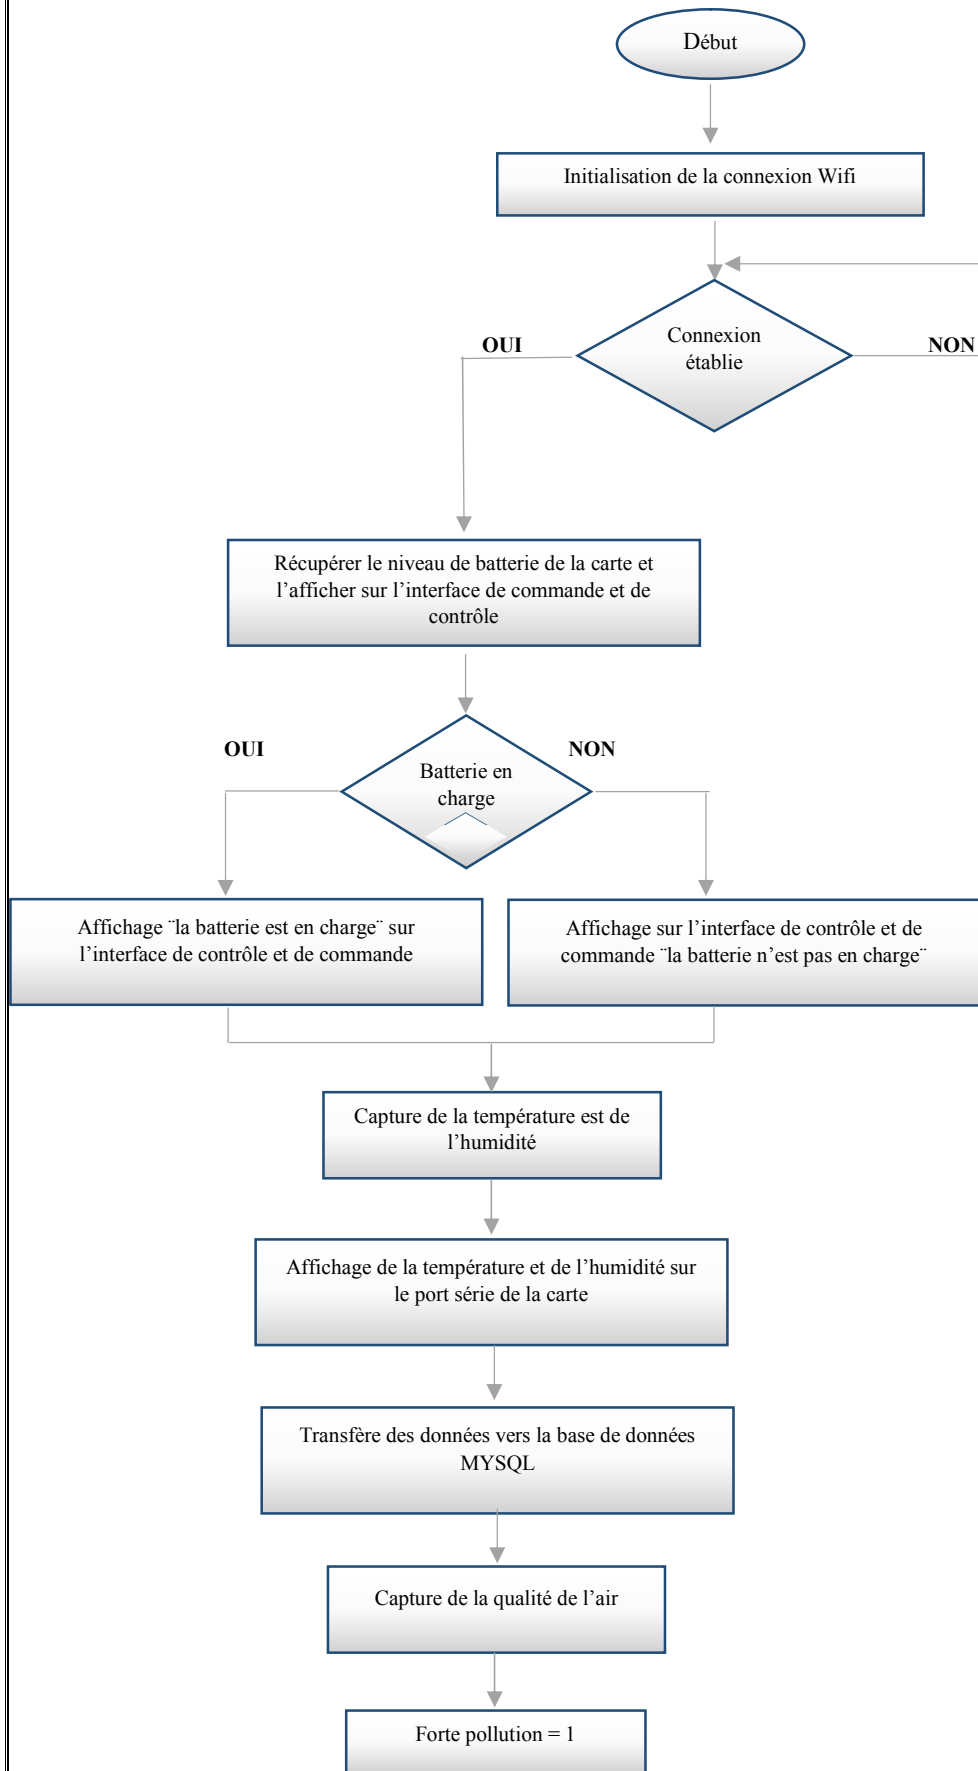 Début
Initialisation de la connexion Wifi
Connexion
établie
OUI
NON
Récupérer le niveau de batterie de la carte et
l’afficher sur l’interface de commande et de
contrôle
OUI
NON
Batterie en
charge
Affichage ¨la batterie est en charge¨ sur
l’interface de contrôle et de commande
Affichage sur l’interface de contrôle et de
commande ¨la batterie n’est pas en charge¨
Capture de la température est de
l’humidité
Affichage de la température et de l’humidité sur
le port série de la carte
Transfère des données vers la base de données
MYSQL
Capture de la qualité de l’air
Forte pollution = 1